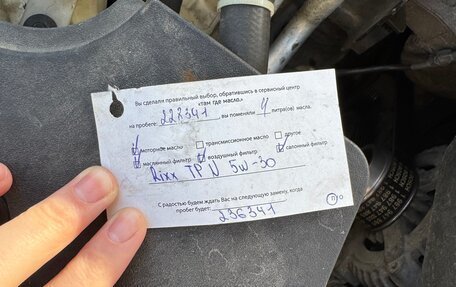 Вы сделали правильный выбор, обратившись в сервисный центр
«там где масло»
на пробеге: 228341, вы поменяли 4 литра(ов) масла.
моторное масло трансмиссионное масло другое
маслянный фильтр воздушный фильтр салонный фильтр
Rixx TP N 5w-30
С радостью будем ждать Вас на следующую замену, когда
пробег будет: 236341